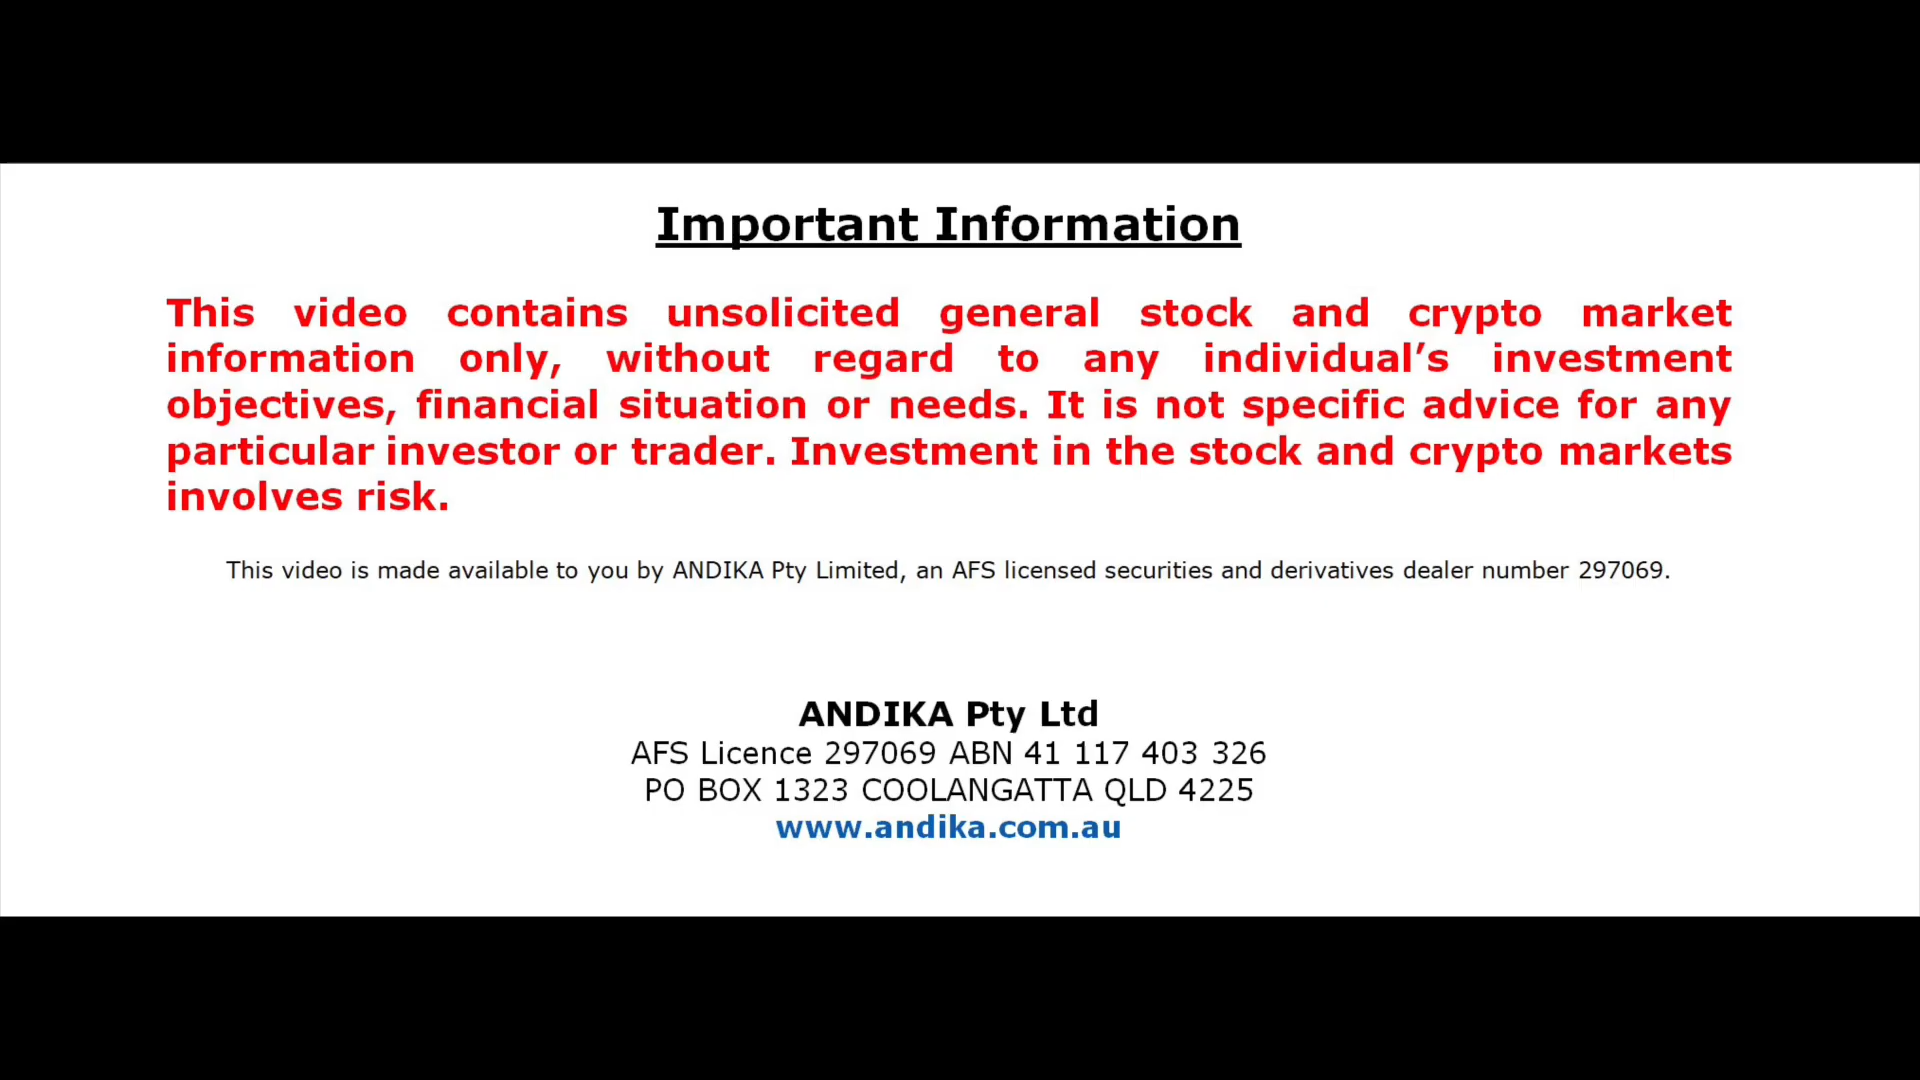 Important Information
This video contains unsolicited general stock and crypto market
information only, without regard to any individual’s investment
objectives, financial situation or needs. It is not specific advice for any
particular investor or trader. Investment in the stock and crypto markets
involves risk.
This video is made available to you by ANDIKA Pty Limited, an AFS licensed securities and derivatives dealer number 297069.
ANDIKA Pty Ltd
AFS Licence 297069 ABN 41 117 403 326
PO BOX 1323 COOLANGATTA QLD 4225
www.andika.com.au